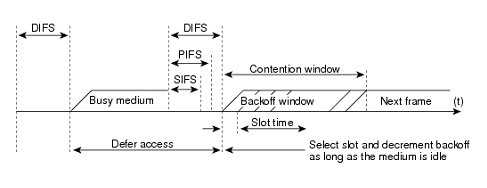 DIFS
DIFS
PIFS
SIFS
Contention window
Busy medium
Backoff window
Next frame
(t)
Slot time
Defer access
Select slot and decrement backoff
as long as the medium is idle